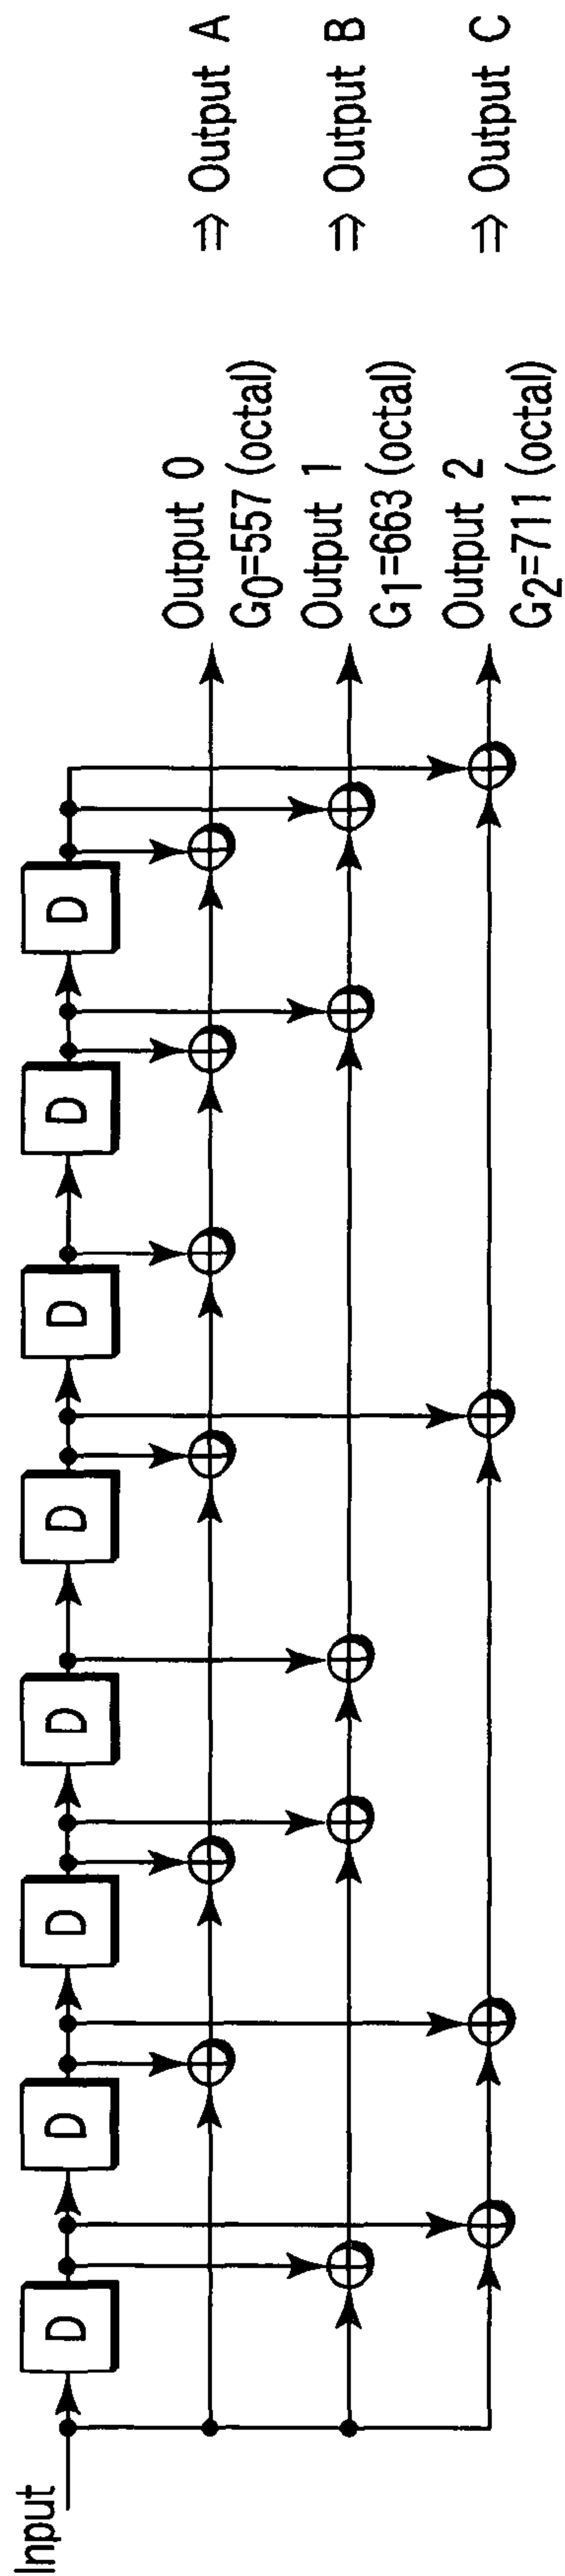 Input
D
D
D
D
D
D
D
D
Output 0
G0=557 (octal)
Output 1
G1=663 (octal)
Output 2
G2=711 (octal)
⇒ Output A
⇒ Output B
⇒ Output C